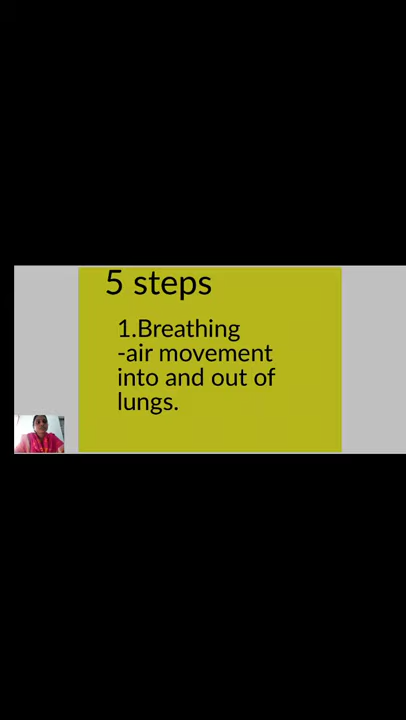 5 steps
1.Breathing
-air movement
into and out of
lungs.